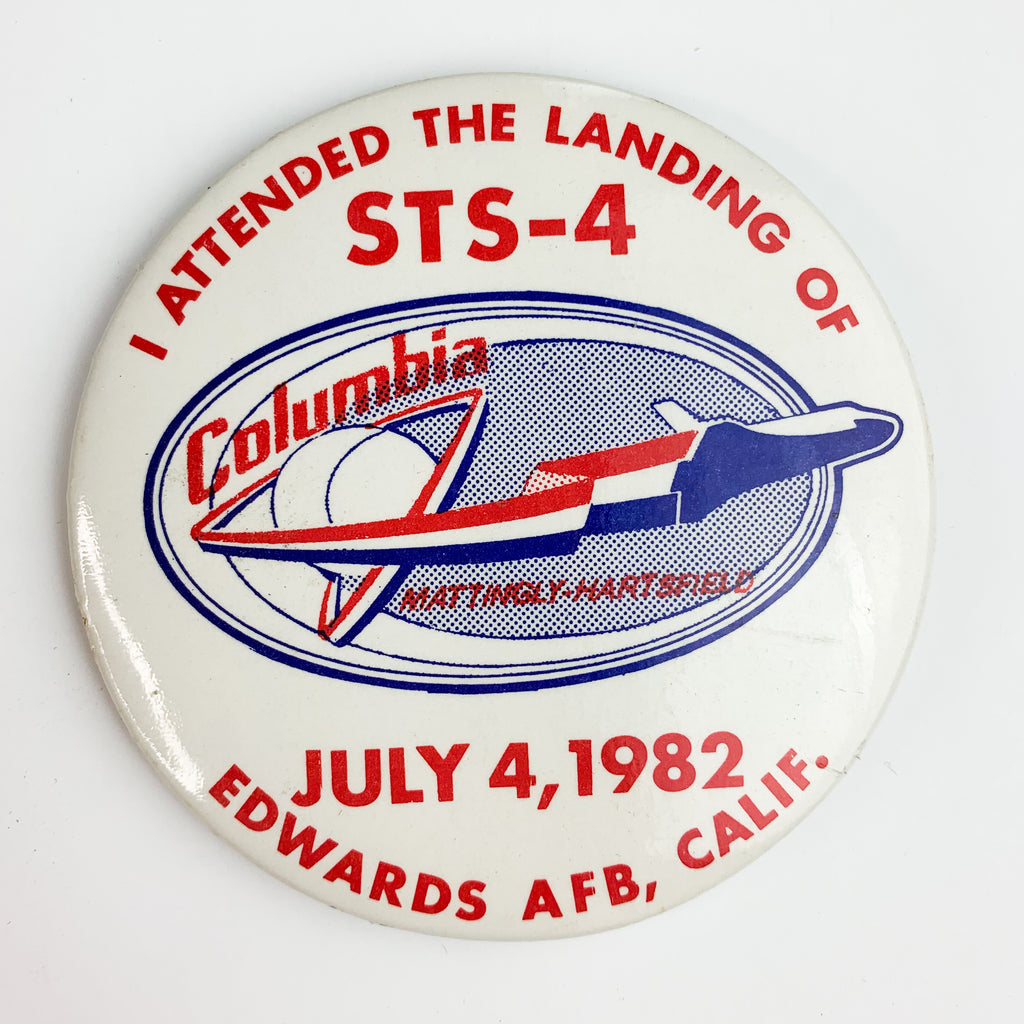 I ATTENDED THE LANDING OF
STS-4
Columbia
MATTINGLY-HARTSFIELD
JULY 4, 1982
EDWARDS AFB, CALIF.